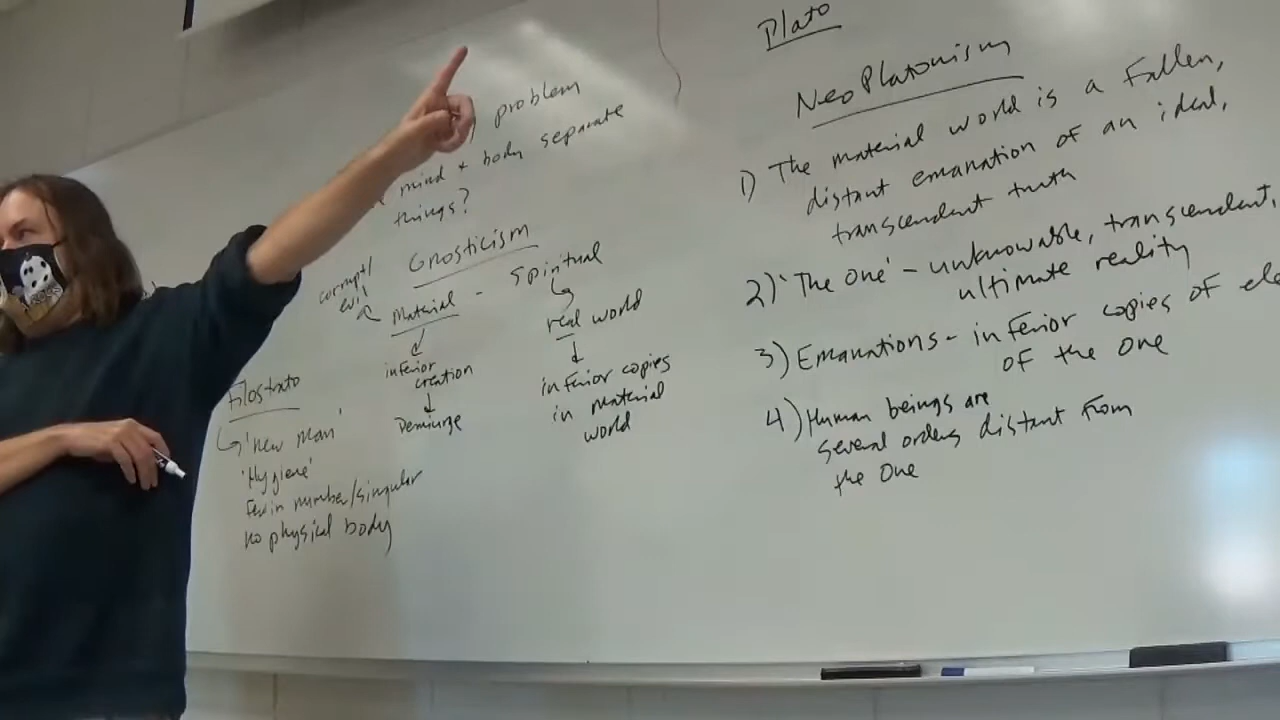 problem
mind + body separate
things?
Gnosticism
corrupt/
evil
Material - Spiritual
inferior
creation
Demiurge
real world
inferior copies
in material
world
Filostrato
'New Man'
'Hygiene'
Few in number/singular
no physical body
Plato
NeoPlatonism
1) The material world is a Fallen,
distant emanation of an ideal,
transcendent truth
2) 'The One' - unknowable, transcendent,
ultimate reality
3) Emanations - inferior copies of ele
of the One
4) Human beings are
several orders distant from
the One